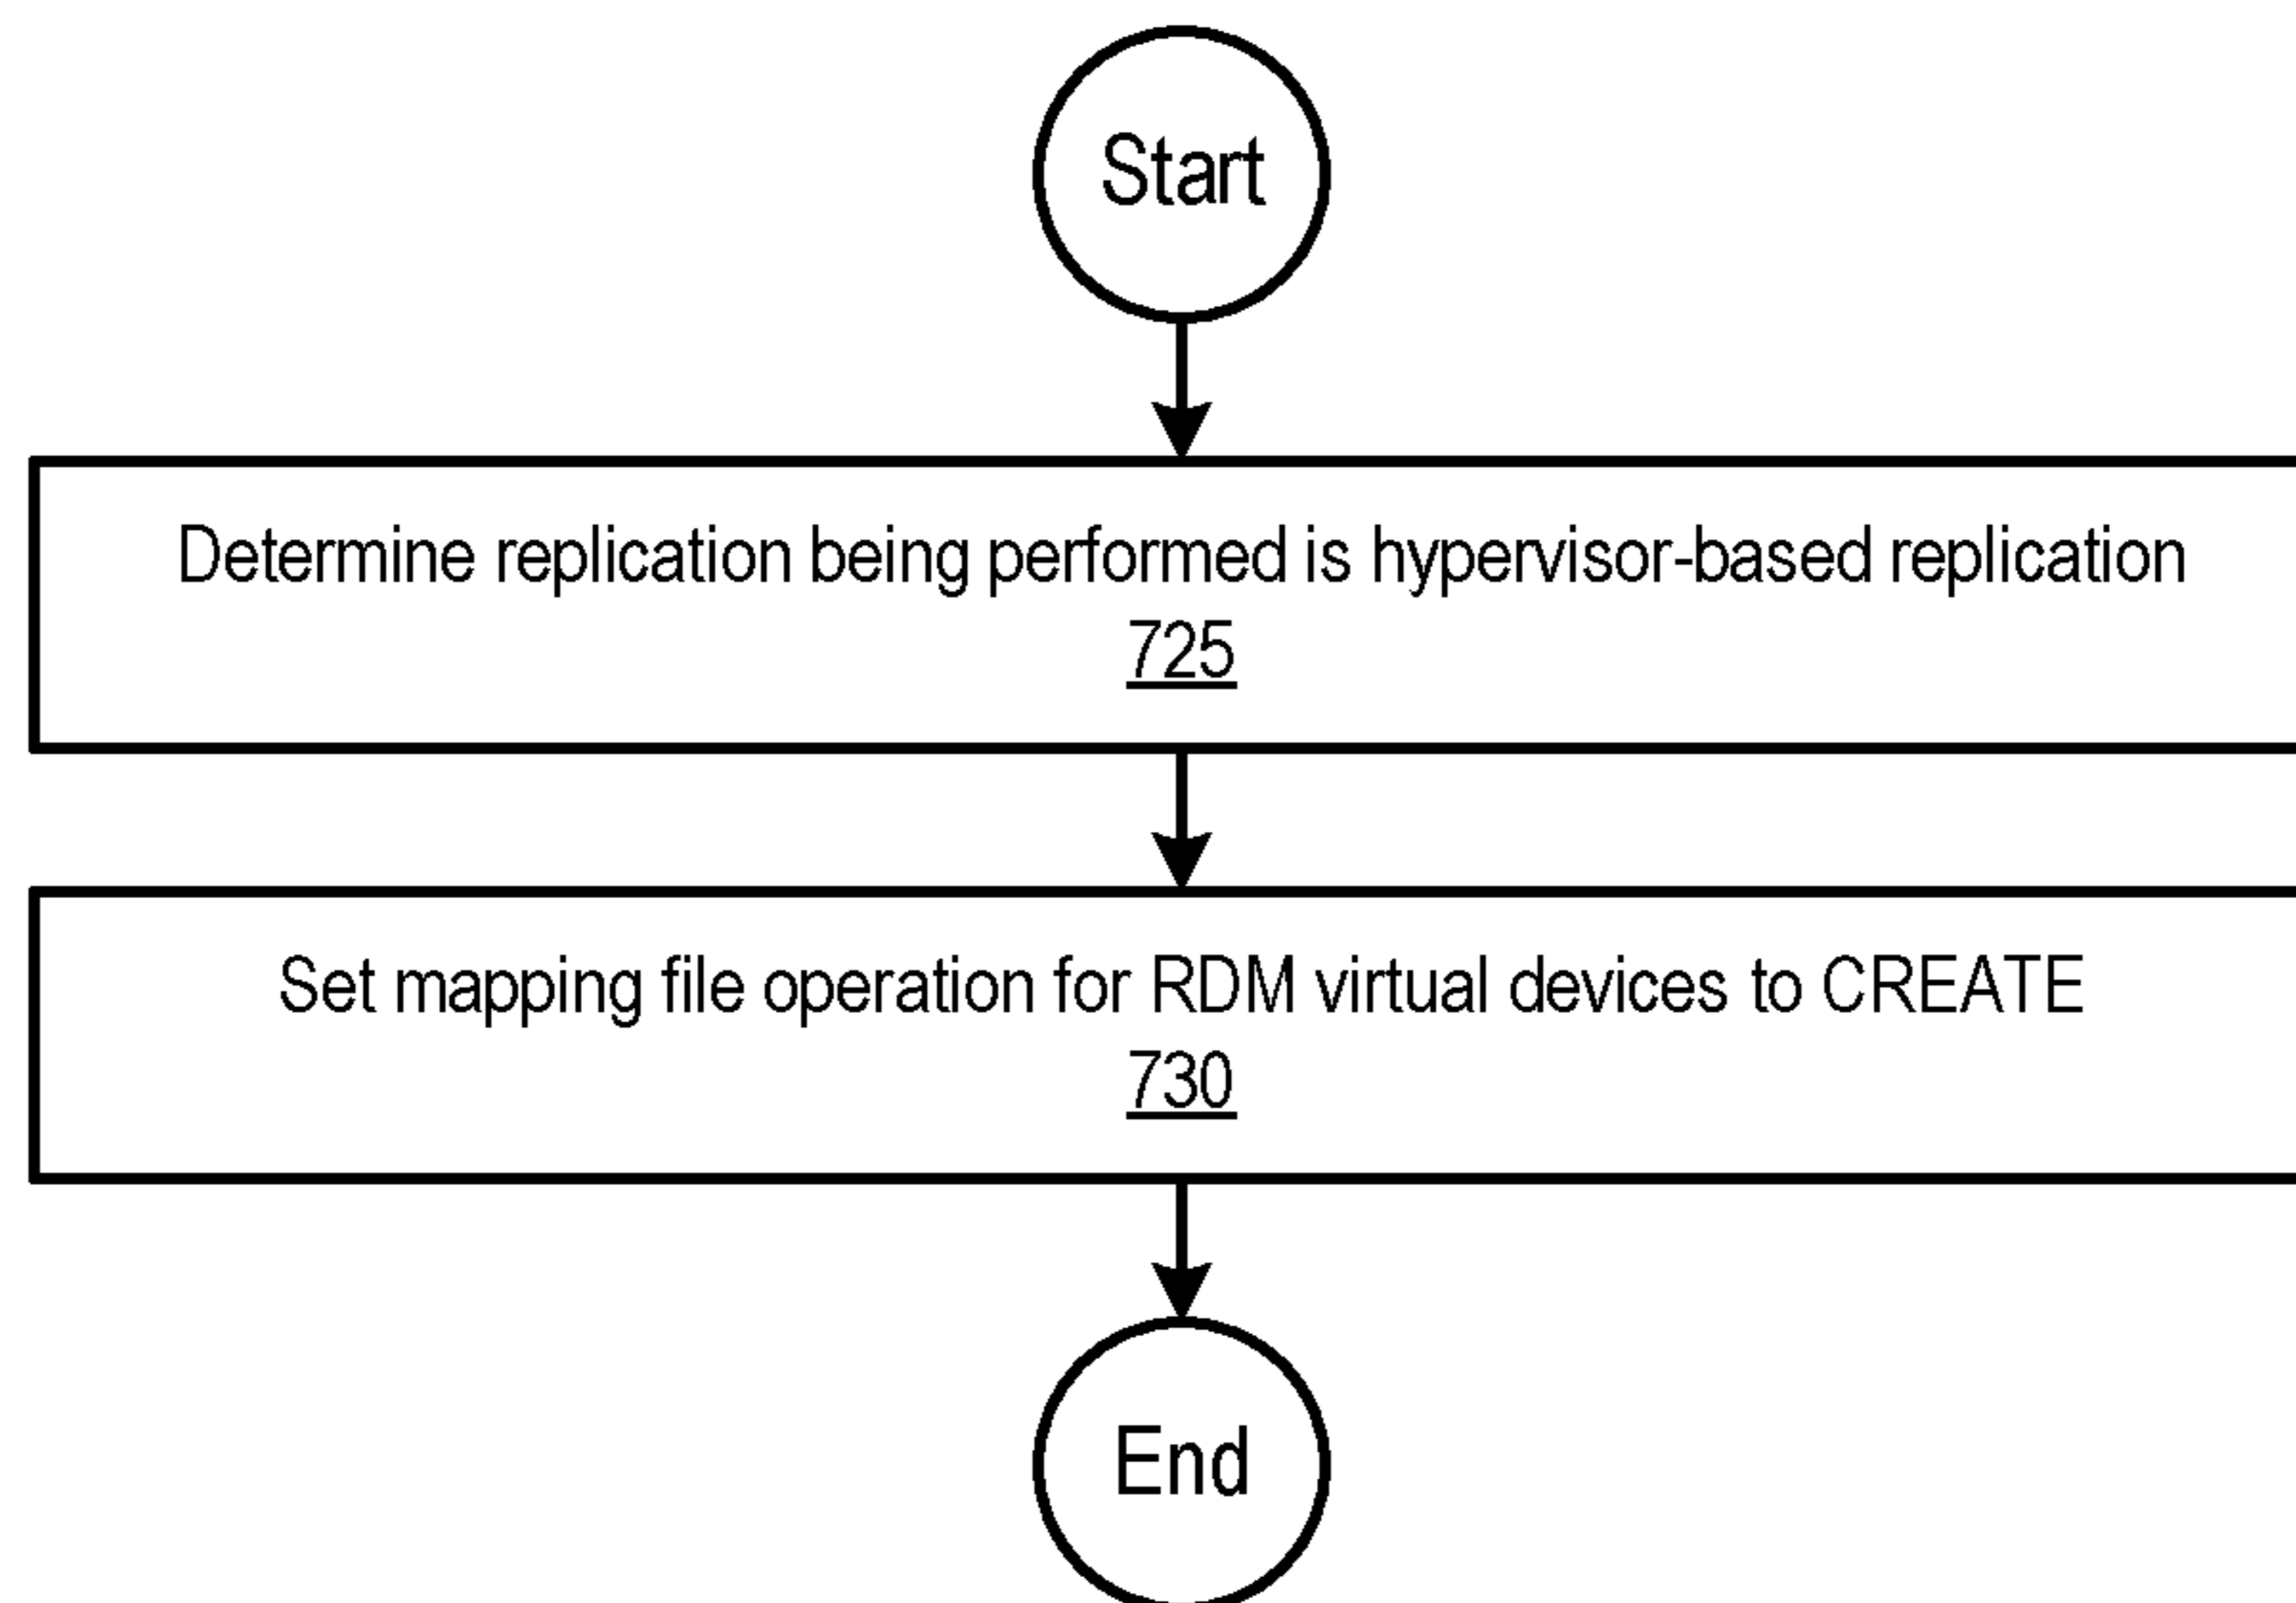 Start
Determine replication being performed is hypervisor-based replication
725
Set mapping file operation for RDM virtual devices to CREATE
730
End